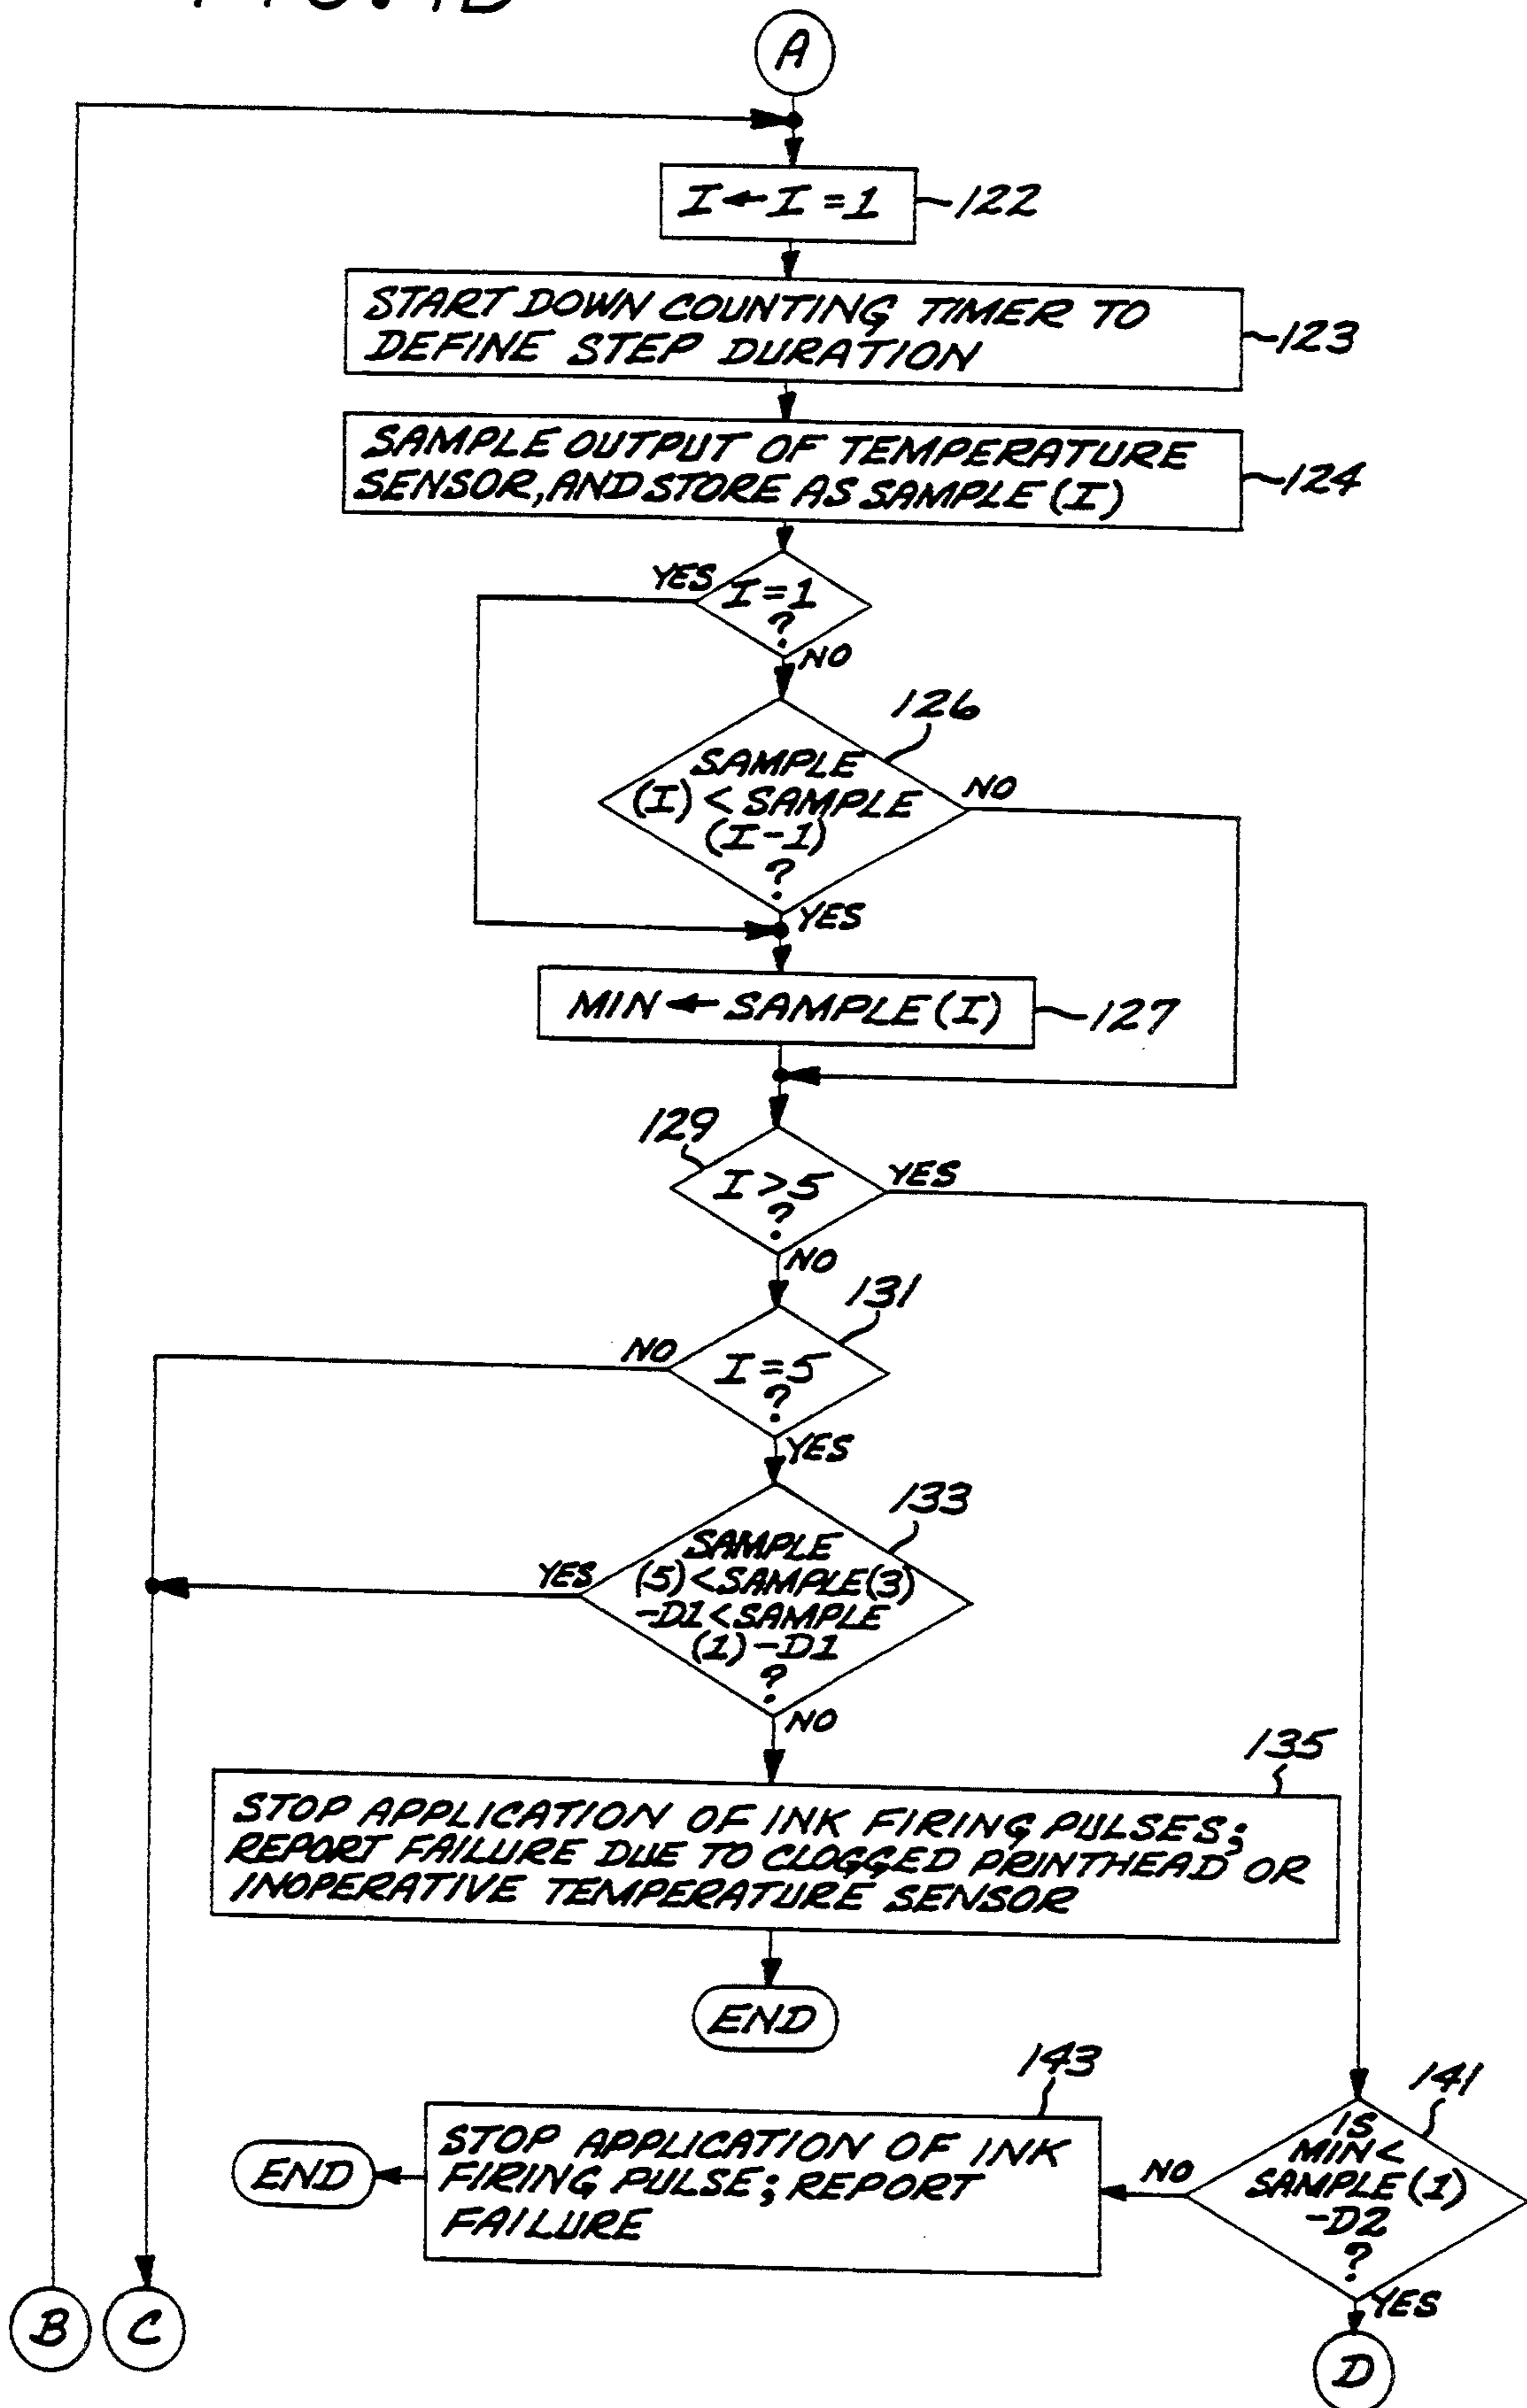 A
I ← I = 1
122
START DOWN COUNTING TIMER TO
DEFINE STEP DURATION
123
SAMPLE OUTPUT OF TEMPERATURE
SENSOR, AND STORE AS SAMPLE (I)
124
YES
I = 1
?
NO
126
SAMPLE
(I) < SAMPLE
(I-1)
?
NO
YES
MIN ← SAMPLE (I)
127
129
I > 5
?
YES
NO
131
I = 5
?
NO
YES
133
SAMPLE
(5) < SAMPLE (3)
-D1 < SAMPLE
(1) - D1
?
YES
NO
135
STOP APPLICATION OF INK FIRING PULSES;
REPORT FAILURE DUE TO CLOGGED PRINTHEAD OR
INOPERATIVE TEMPERATURE SENSOR
END
143
141
IS
MIN <
SAMPLE (1)
-D2
?
NO
YES
STOP APPLICATION OF INK
FIRING PULSE; REPORT
FAILURE
END
B
C
D